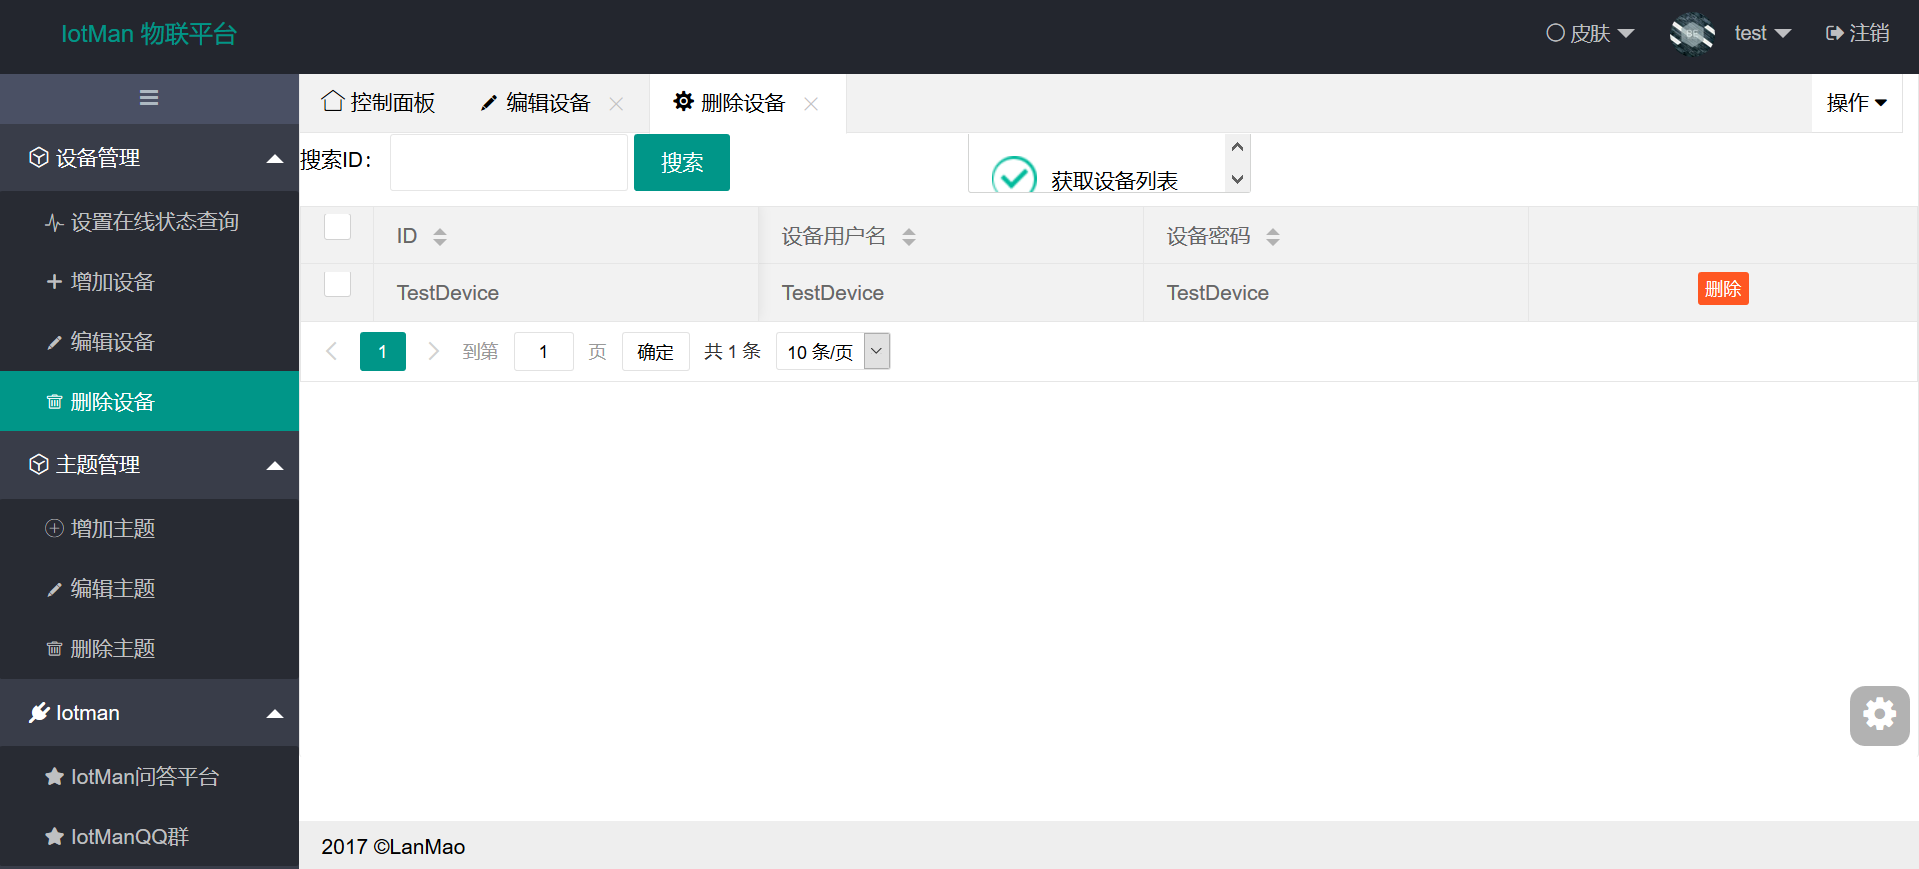 IotMan 物联平台
皮肤
test
注销
控制面板
编辑设备
删除设备
操作
设备管理
设置在线状态查询
增加设备
编辑设备
删除设备
主题管理
增加主题
编辑主题
删除主题
Iotman
IotMan问答平台
IotManQQ群
搜索ID：
搜索
获取设备列表
ID
设备用户名
设备密码
TestDevice
TestDevice
TestDevice
删除
1
到第
1
页
确定
共 1 条
10 条/页
2017 ©LanMao